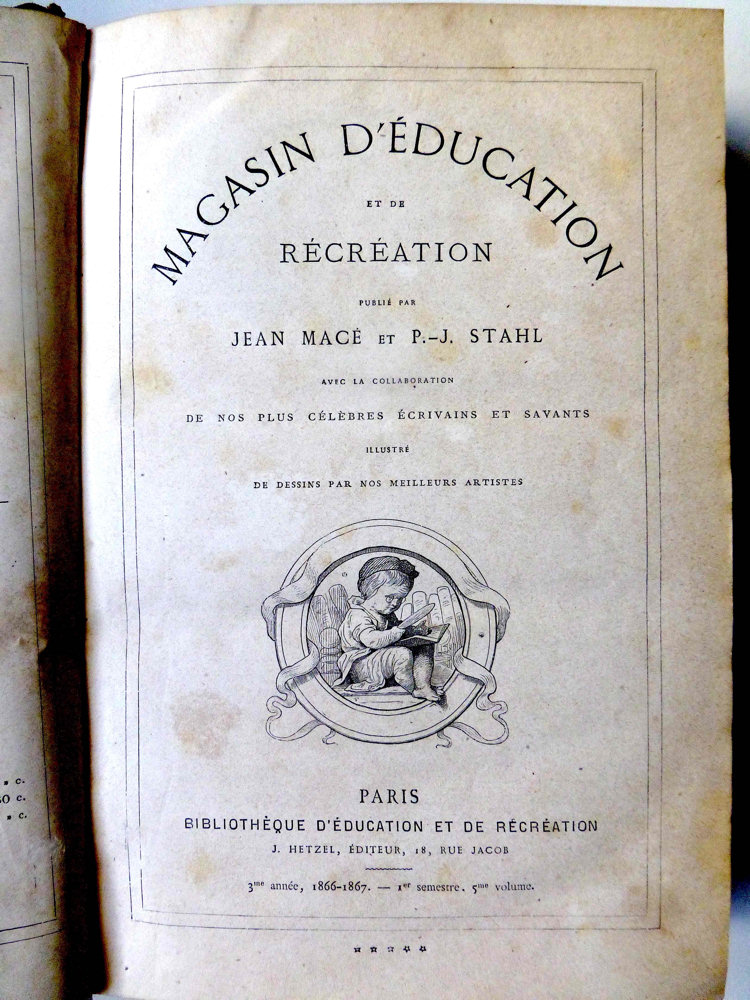 MAGASIN D'ÉDUCATION
ET DE
RÉCRÉATION
PUBLIÉ PAR
JEAN MACÉ ET P.-J. STAHL
AVEC LA COLLABORATION
DE NOS PLUS CÉLÈBRES ÉCRIVAINS ET SAVANTS
ILLUSTRÉ
DE DESSINS PAR NOS MEILLEURS ARTISTES
PARIS
BIBLIOTHÈQUE D'ÉDUCATION ET DE RÉCRÉATION
J. HETZEL, ÉDITEUR, 18, RUE JACOB
3me année, 1866-1867. — 1er semestre. 5me volume.
» c.
50 c.
» c.